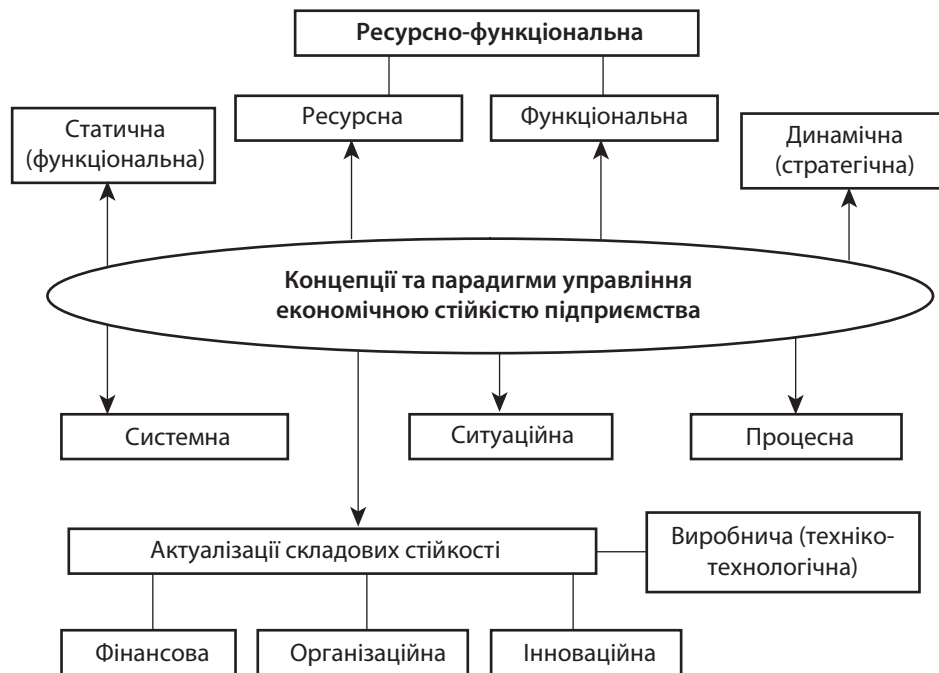 Ресурсно-функціональна
Ресурсна
Функціональна
Статична
(функціональна)
Динамічна
(стратегічна)
Концепції та парадигми управління
економічною стійкістю підприємства
Системна
Ситуаційна
Процесна
Актуалізації складових стійкості
Виробнича (техніко-
технологічна)
Фінансова
Організаційна
Інноваційна